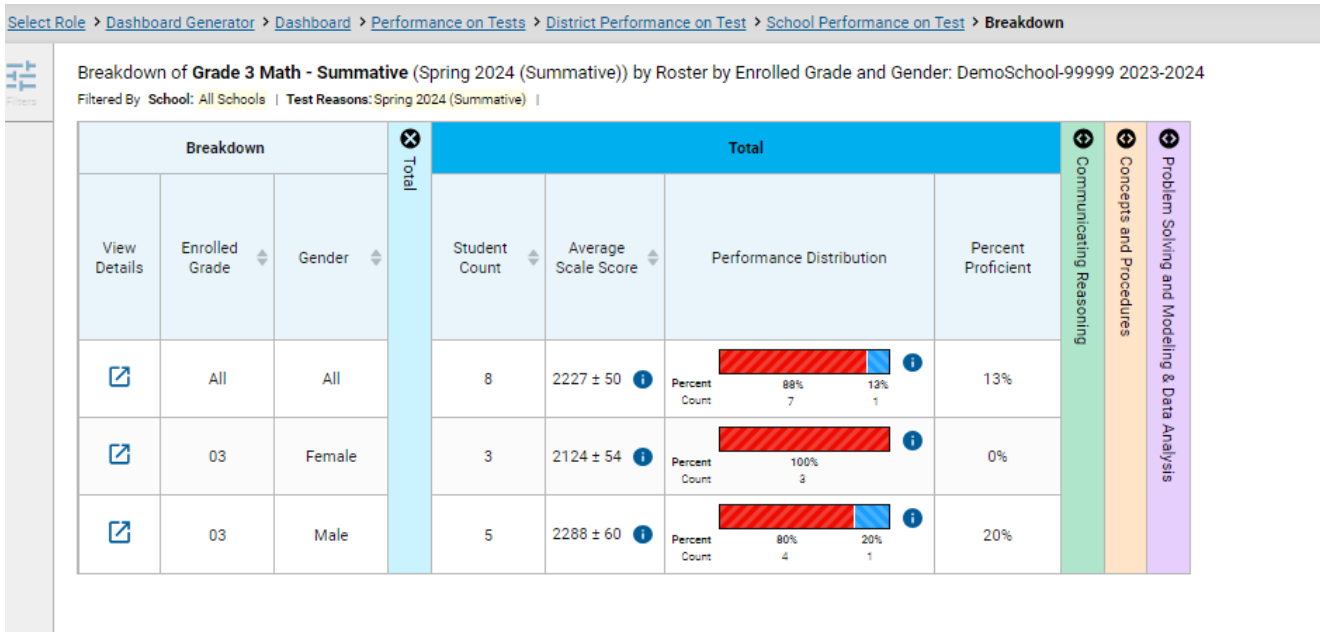 Select Role > Dashboard Generator > Dashboard > Performance on Tests > District Performance on Test > School Performance on Test > Breakdown
Filters
Breakdown of Grade 3 Math - Summative (Spring 2024 (Summative)) by Roster by Enrolled Grade and Gender: DemoSchool-99999 2023-2024
Filtered By School: All Schools | Test Reasons: Spring 2024 (Summative) |
Breakdown
Total
Total
Communicating Reasoning
Concepts and Procedures
Problem Solving and Modeling & Data Analysis
View Details
Enrolled Grade
Gender
Student Count
Average Scale Score
Performance Distribution
Percent Proficient
All All 8 2227 ± 50 13%
Percent 88% 13%
Count 7 1
03 Female 3 2124 ± 54 0%
Percent 100%
Count 3
03 Male 5 2288 ± 60 20%
Percent 80% 20%
Count 4 1